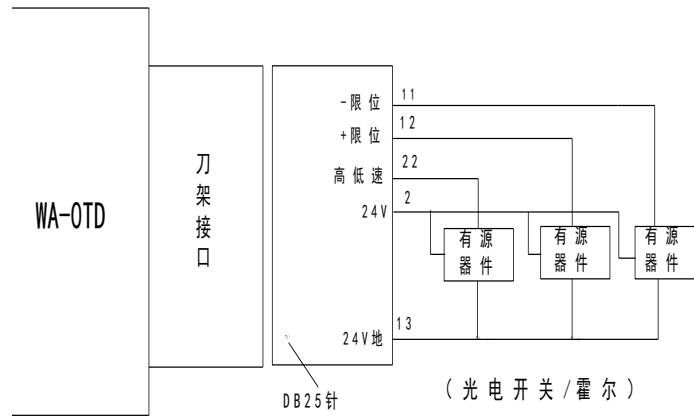 WA-OTD
刀架接口
-限位
11
+限位
12
高低速
22
24V
2
有源
器件
有源
器件
有源
器件
24V地
13
DB25针
(光电开关/霍尔)